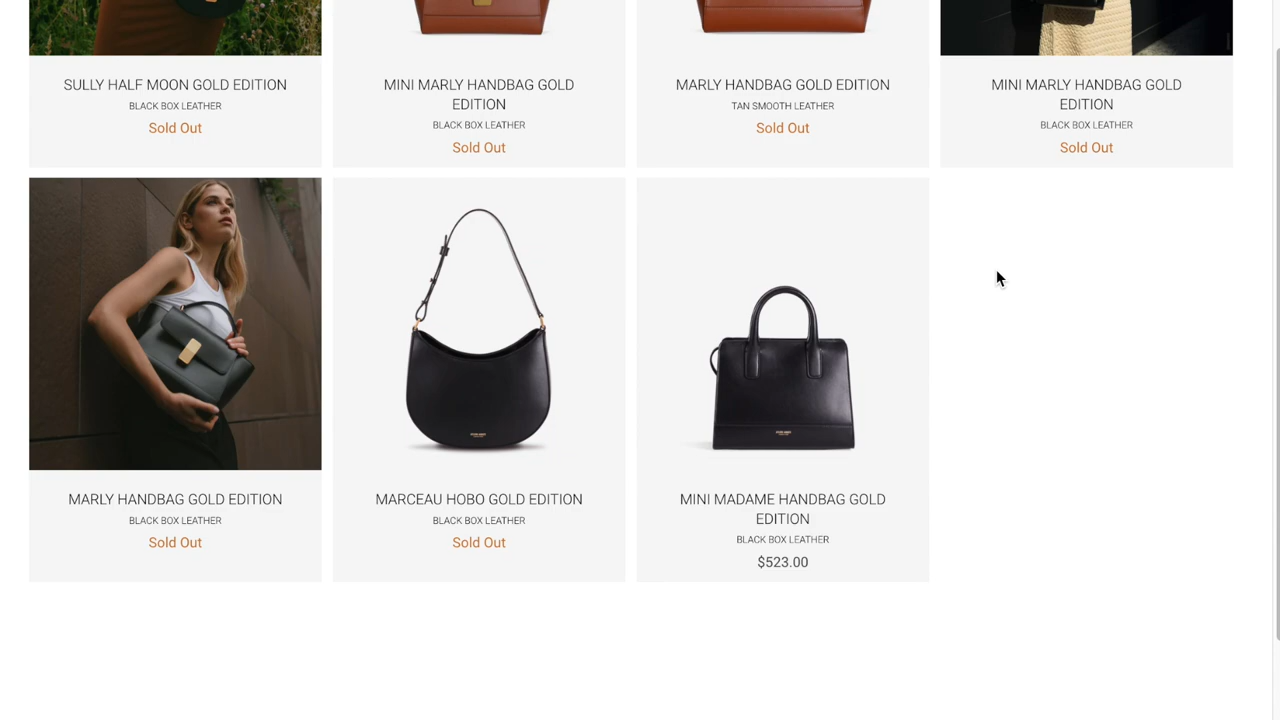 SULLY HALF MOON GOLD EDITION
BLACK BOX LEATHER
Sold Out
MINI MARLY HANDBAG GOLD
EDITION
BLACK BOX LEATHER
Sold Out
MARLY HANDBAG GOLD EDITION
TAN SMOOTH LEATHER
Sold Out
MINI MARLY HANDBAG GOLD
EDITION
BLACK BOX LEATHER
Sold Out
MARLY HANDBAG GOLD EDITION
BLACK BOX LEATHER
Sold Out
MARCEAU HOBO GOLD EDITION
BLACK BOX LEATHER
Sold Out
MINI MADAME HANDBAG GOLD
EDITION
BLACK BOX LEATHER
$523.00